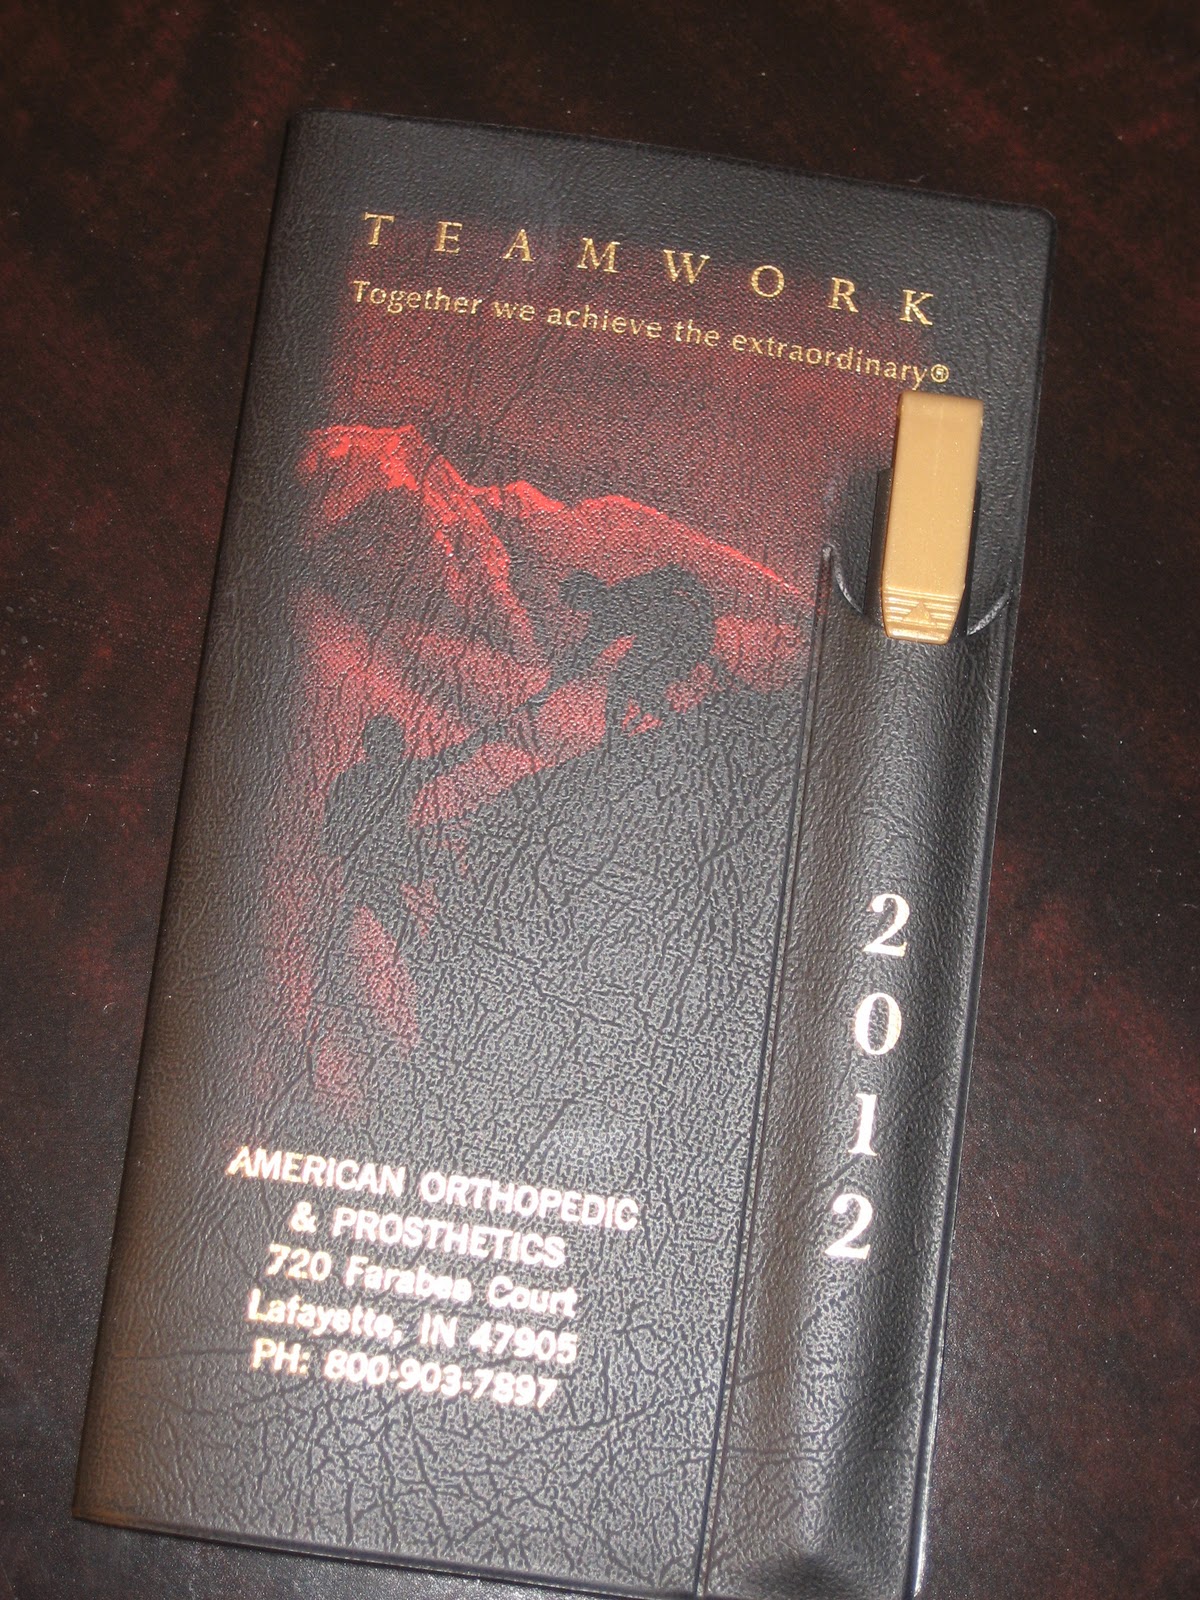 TEAMWORK
Together we achieve the extraordinary®
2012
AMERICAN ORTHOPEDIC
& PROSTHETICS
720 Farabee Court
Lafayette, IN 47905
PH: 800-903-7897